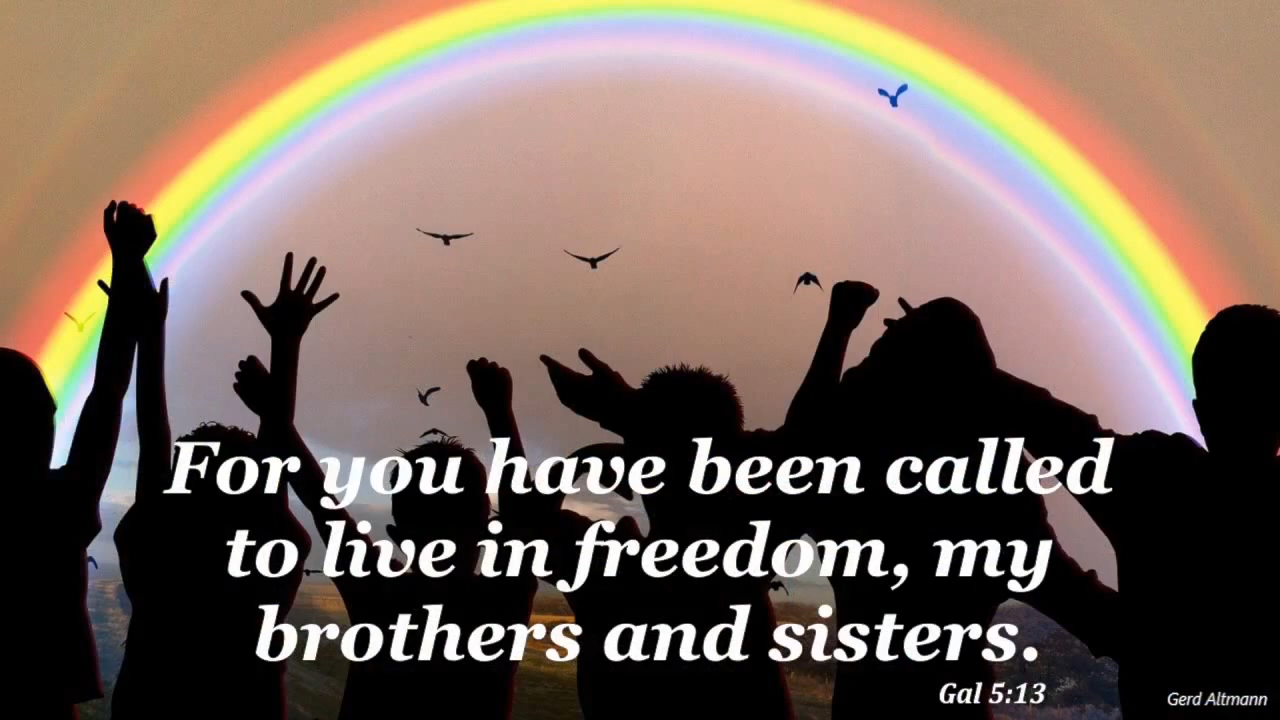 For you have been called
to live in freedom, my
brothers and sisters.
Gal 5:13
Gerd Altmann